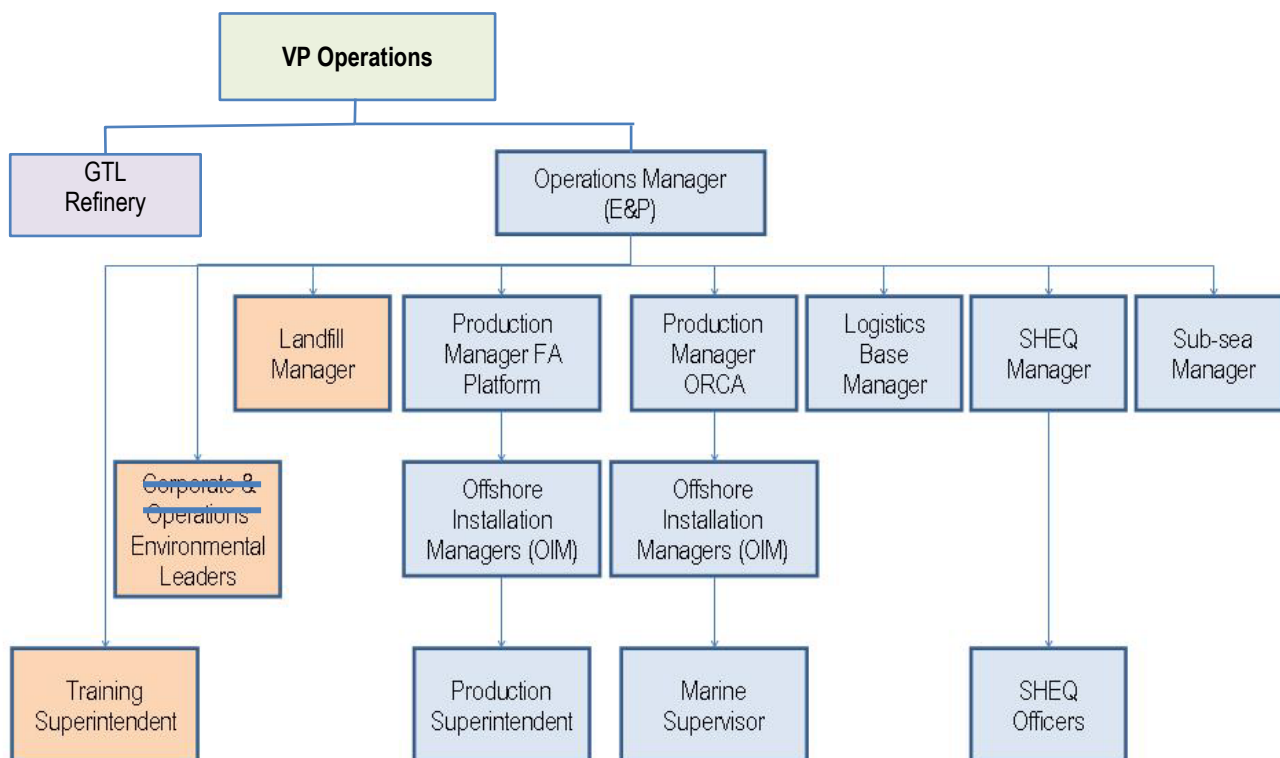 VP Operations
GTL
Refinery
Operations Manager
(E&P)
Landfill
Manager
Production
Manager FA
Platform
Production
Manager
ORCA
Logistics
Base
Manager
SHEQ
Manager
Sub-sea
Manager
Corporate &
Operations
Environmental
Leaders
Offshore
Installation
Managers (OIM)
Offshore
Installation
Managers (OIM)
Training
Superintendent
Production
Superintendent
Marine
Supervisor
SHEQ
Officers